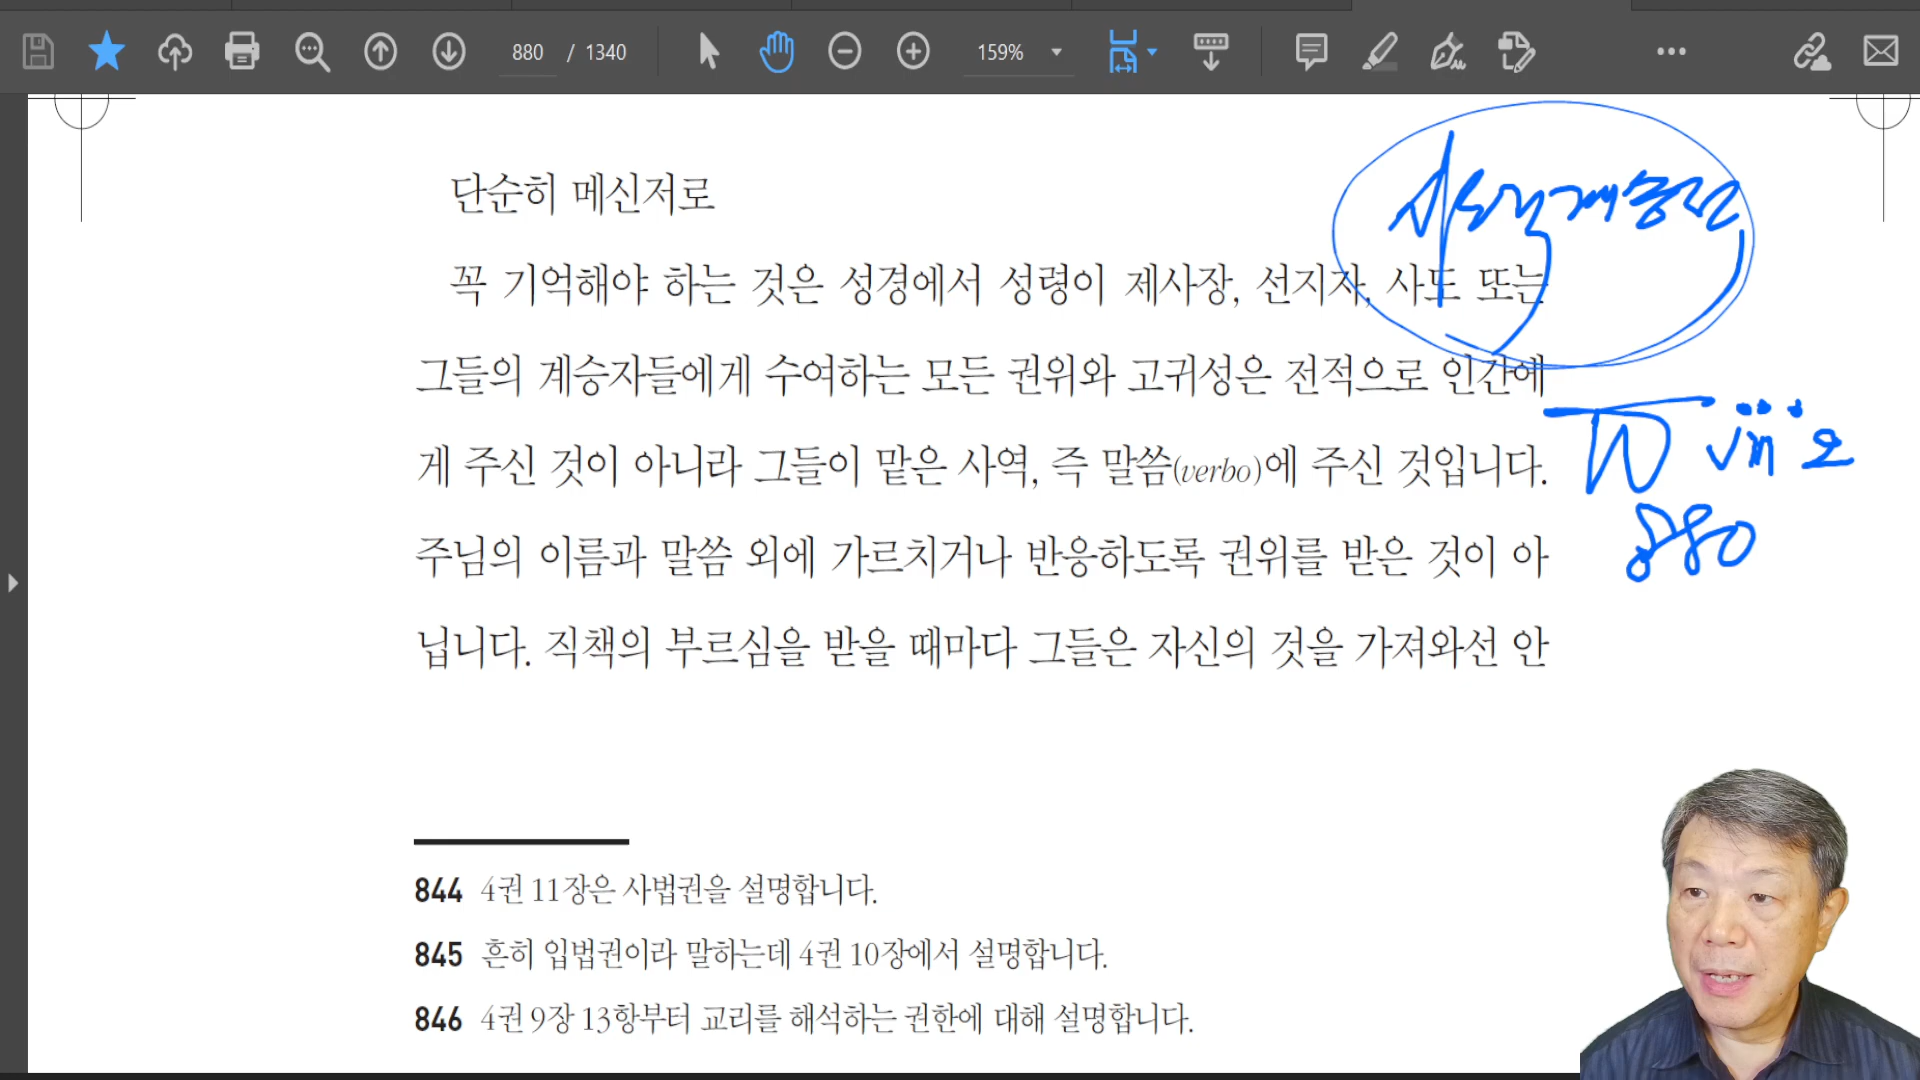 880 / 1340 159%
사도적계승권
단순히 메신저로
꼭 기억해야 하는 것은 성경에서 성령이 제사장, 선지자, 사도 또는
그들의 계승자들에게 수여하는 모든 권위와 고귀성은 전적으로 인간에
게 주신 것이 아니라 그들이 맡은 사역, 즉 말씀(verbo)에 주신 것입니다.
주님의 이름과 말씀 외에 가르치거나 반응하도록 권위를 받은 것이 아
닙니다. 직책의 부르심을 받을 때마다 그들은 자신의 것을 가져와선 안
IV viii 2
880
844 4권 11장은 사법권을 설명합니다.
845 흔히 입법권이라 말하는데 4권 10장에서 설명합니다.
846 4권 9장 13항부터 교리를 해석하는 권한에 대해 설명합니다.